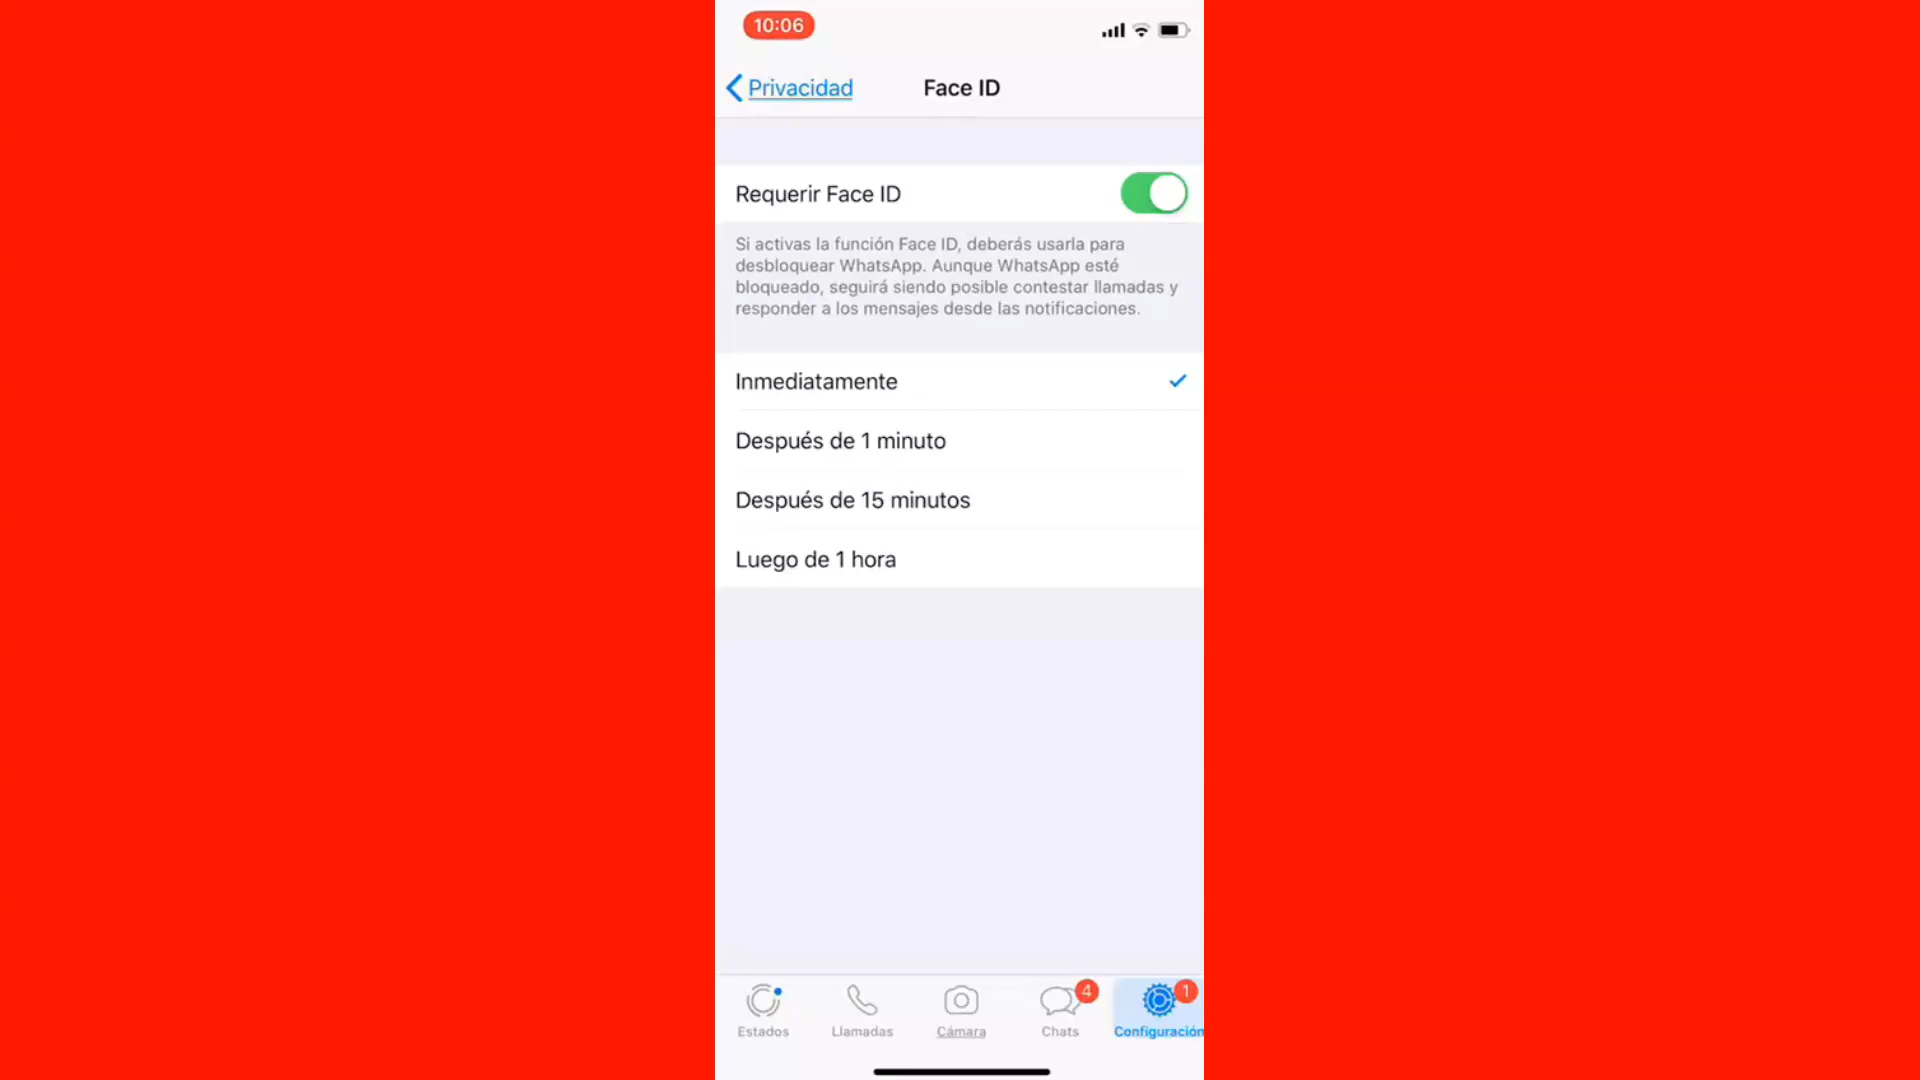 10:06
Privacidad
Face ID
Requerir Face ID
Si activas la función Face ID, deberás usarla para
desbloquear WhatsApp. Aunque WhatsApp esté
bloqueado, seguirá siendo posible contestar llamadas y
responder a los mensajes desde las notificaciones.
Inmediatamente
Después de 1 minuto
Después de 15 minutos
Luego de 1 hora
4
1
Estados
Llamadas
Cámara
Chats
Configuración